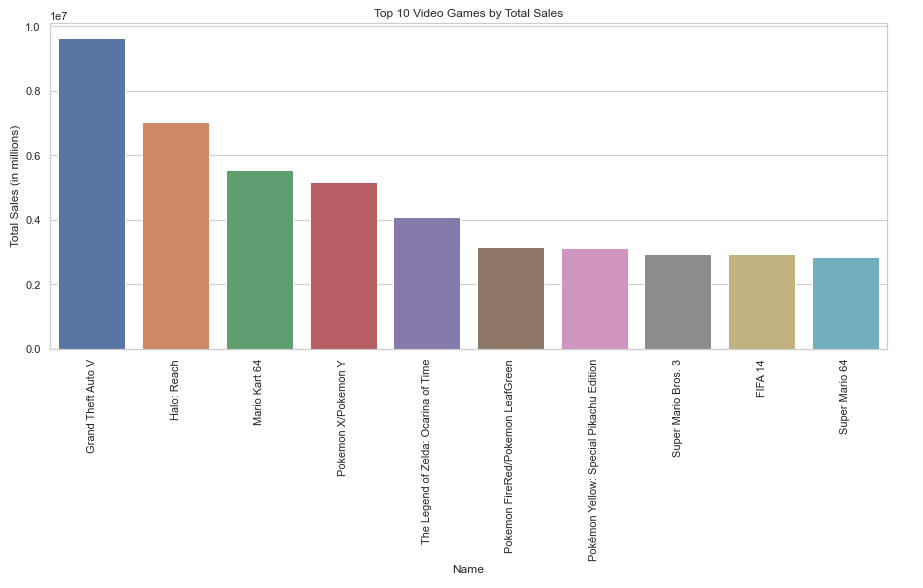 Top 10 Video Games by Total Sales
1e7
1.0
0.8
0.6
0.4
0.2
0.0
Total Sales (in millions)
Grand Theft Auto V
Halo: Reach
Mario Kart 64
Pokemon X/Pokemon Y
The Legend of Zelda: Ocarina of Time
Pokemon FireRed/Pokemon LeafGreen
Pokémon Yellow: Special Pikachu Edition
Super Mario Bros. 3
FIFA 14
Super Mario 64
Name